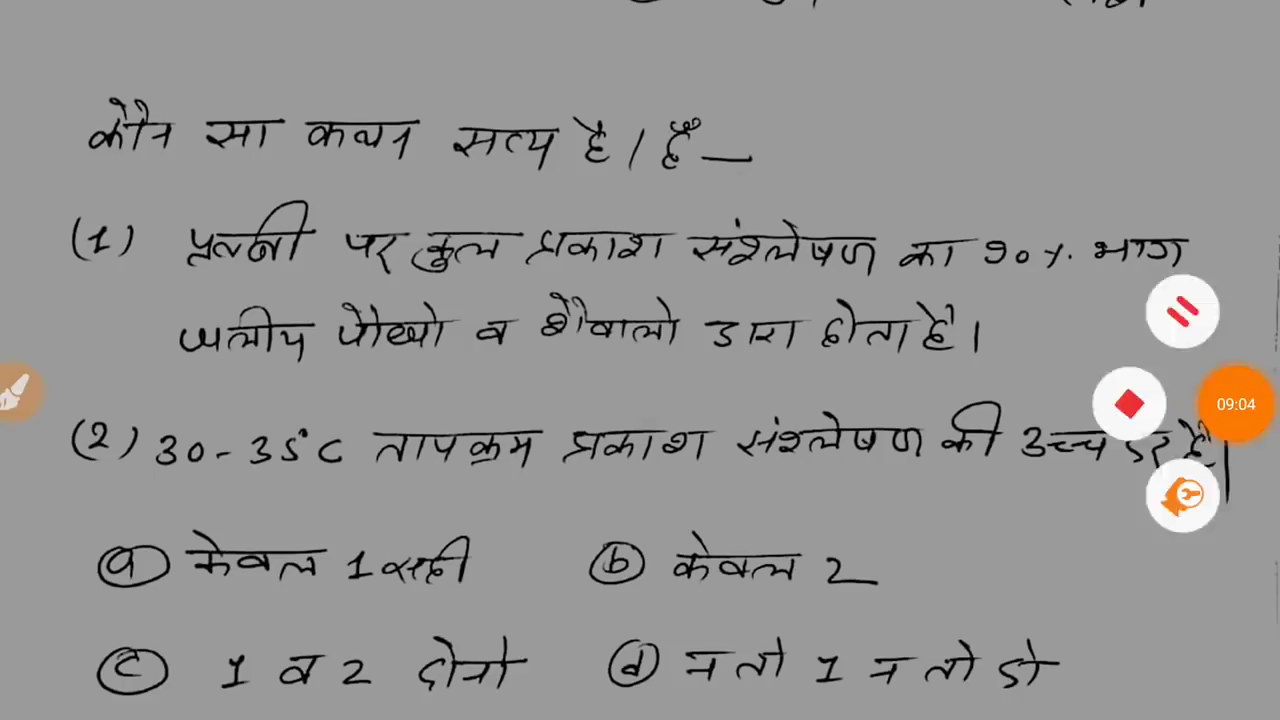 कौन सा कथन सत्य है / हैं —
(1) पृथ्वी पर कुल प्रकाश संश्लेषण का 90% भाग
जलीय पौधो व शैवालो द्वारा होता है।
(2) 30-35°C तापक्रम प्रकाश संश्लेषण की उच्च दर है।
(a) केवल 1 सही (b) केवल 2
(c) 1 व 2 दोनो (d) न तो 1 न तो दो
09:04